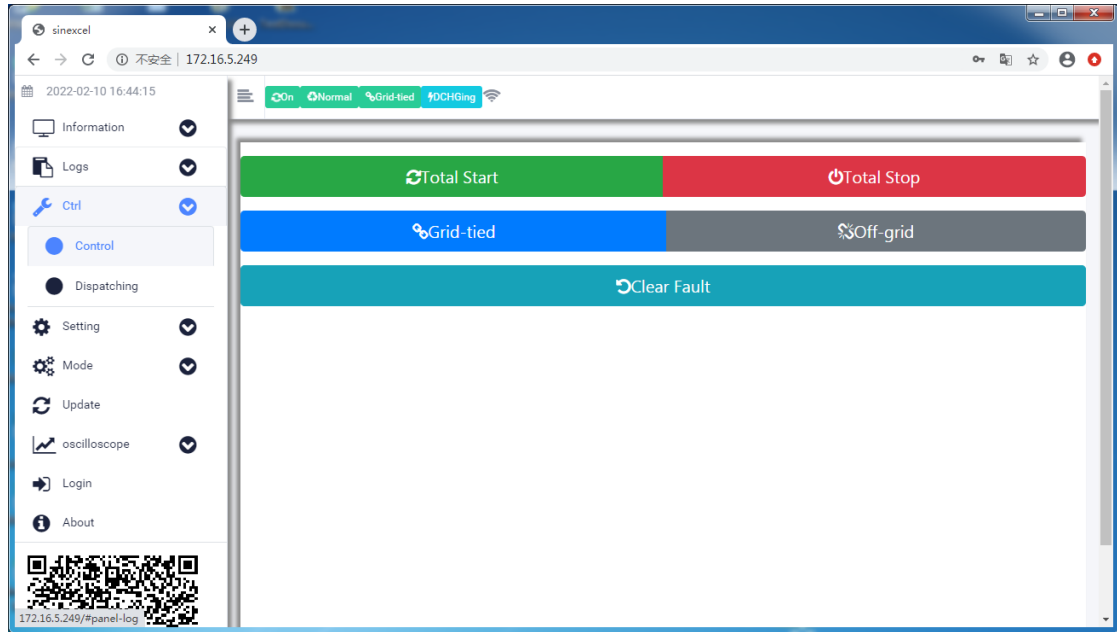 sinexcel
不安全 | 172.16.5.249
2022-02-10 16:44:15
On Normal Grid-tied DCHGing
Information
Logs
Ctrl
Control
Dispatching
Setting
Mode
Update
oscilloscope
Login
About
Total Start Total Stop
Grid-tied Off-grid
Clear Fault
172.16.5.249/#panel-log